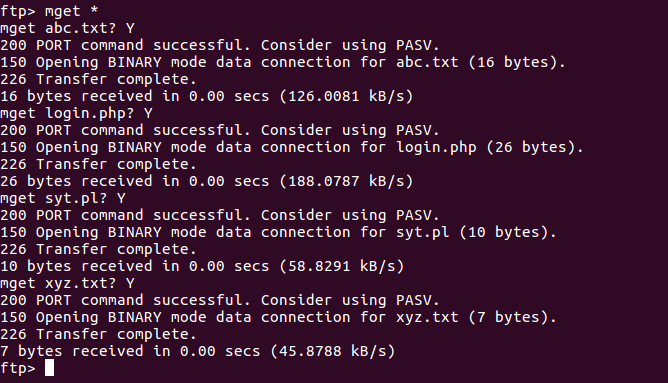 ftp> mget *
mget abc.txt? Y
200 PORT command successful. Consider using PASV.
150 Opening BINARY mode data connection for abc.txt (16 bytes).
226 Transfer complete.
16 bytes received in 0.00 secs (126.0081 kB/s)
mget login.php? Y
200 PORT command successful. Consider using PASV.
150 Opening BINARY mode data connection for login.php (26 bytes).
226 Transfer complete.
26 bytes received in 0.00 secs (188.0787 kB/s)
mget syt.pl? Y
200 PORT command successful. Consider using PASV.
150 Opening BINARY mode data connection for syt.pl (10 bytes).
226 Transfer complete.
10 bytes received in 0.00 secs (58.8291 kB/s)
mget xyz.txt? Y
200 PORT command successful. Consider using PASV.
150 Opening BINARY mode data connection for xyz.txt (7 bytes).
226 Transfer complete.
7 bytes received in 0.00 secs (45.8788 kB/s)
ftp>